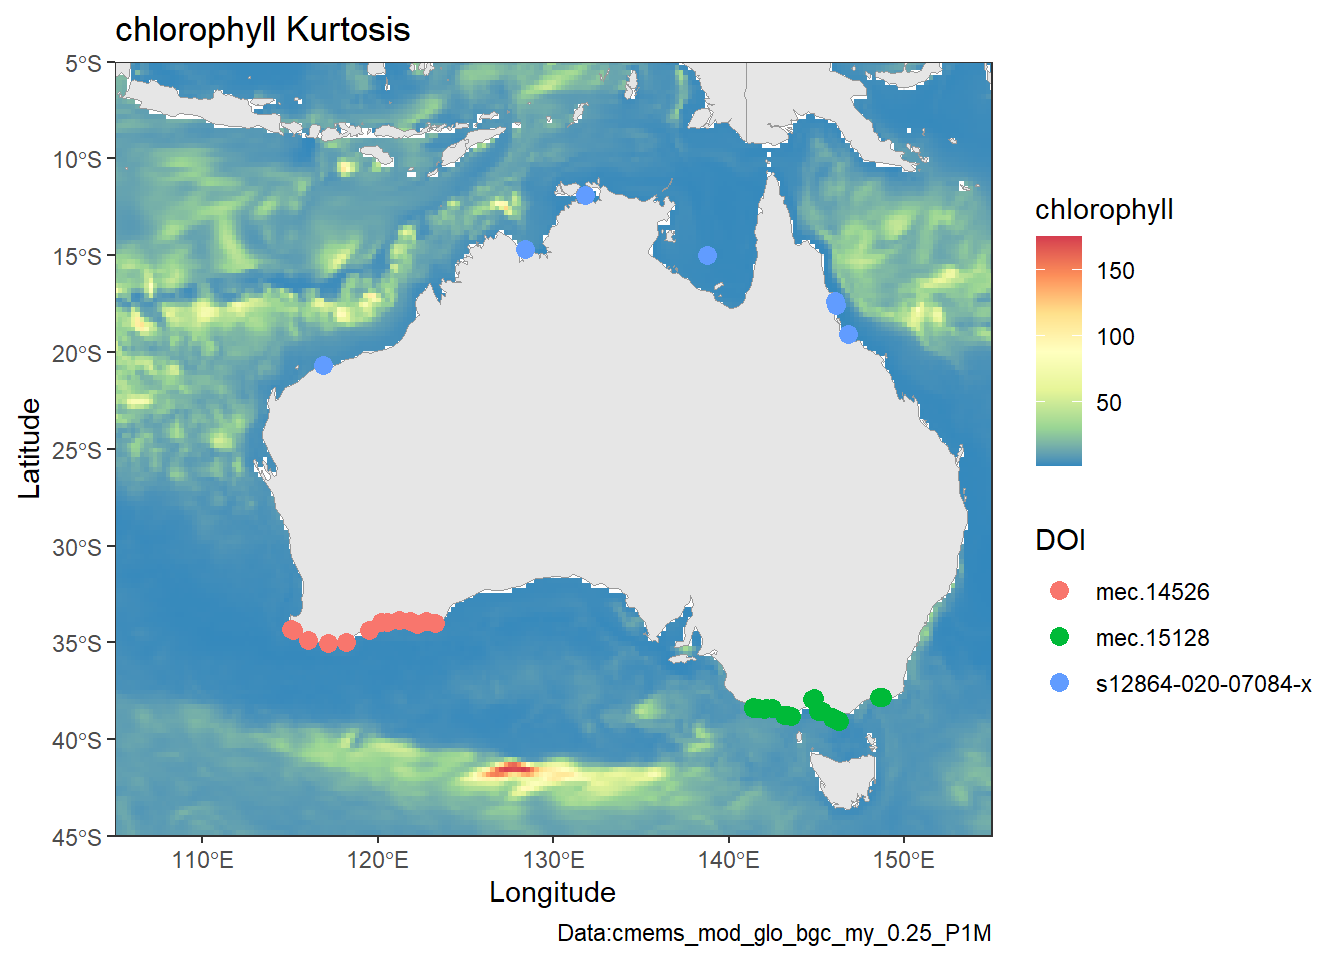 chlorophyll Kurtosis
5°S
10°S
15°S
20°S
25°S
30°S
35°S
40°S
45°S
Latitude
110°E
120°E
130°E
140°E
150°E
Longitude
Data:cmems_mod_glo_bgc_my_0.25_P1M
chlorophyll
150
100
50
DOI
mec.14526
mec.15128
s12864-020-07084-x